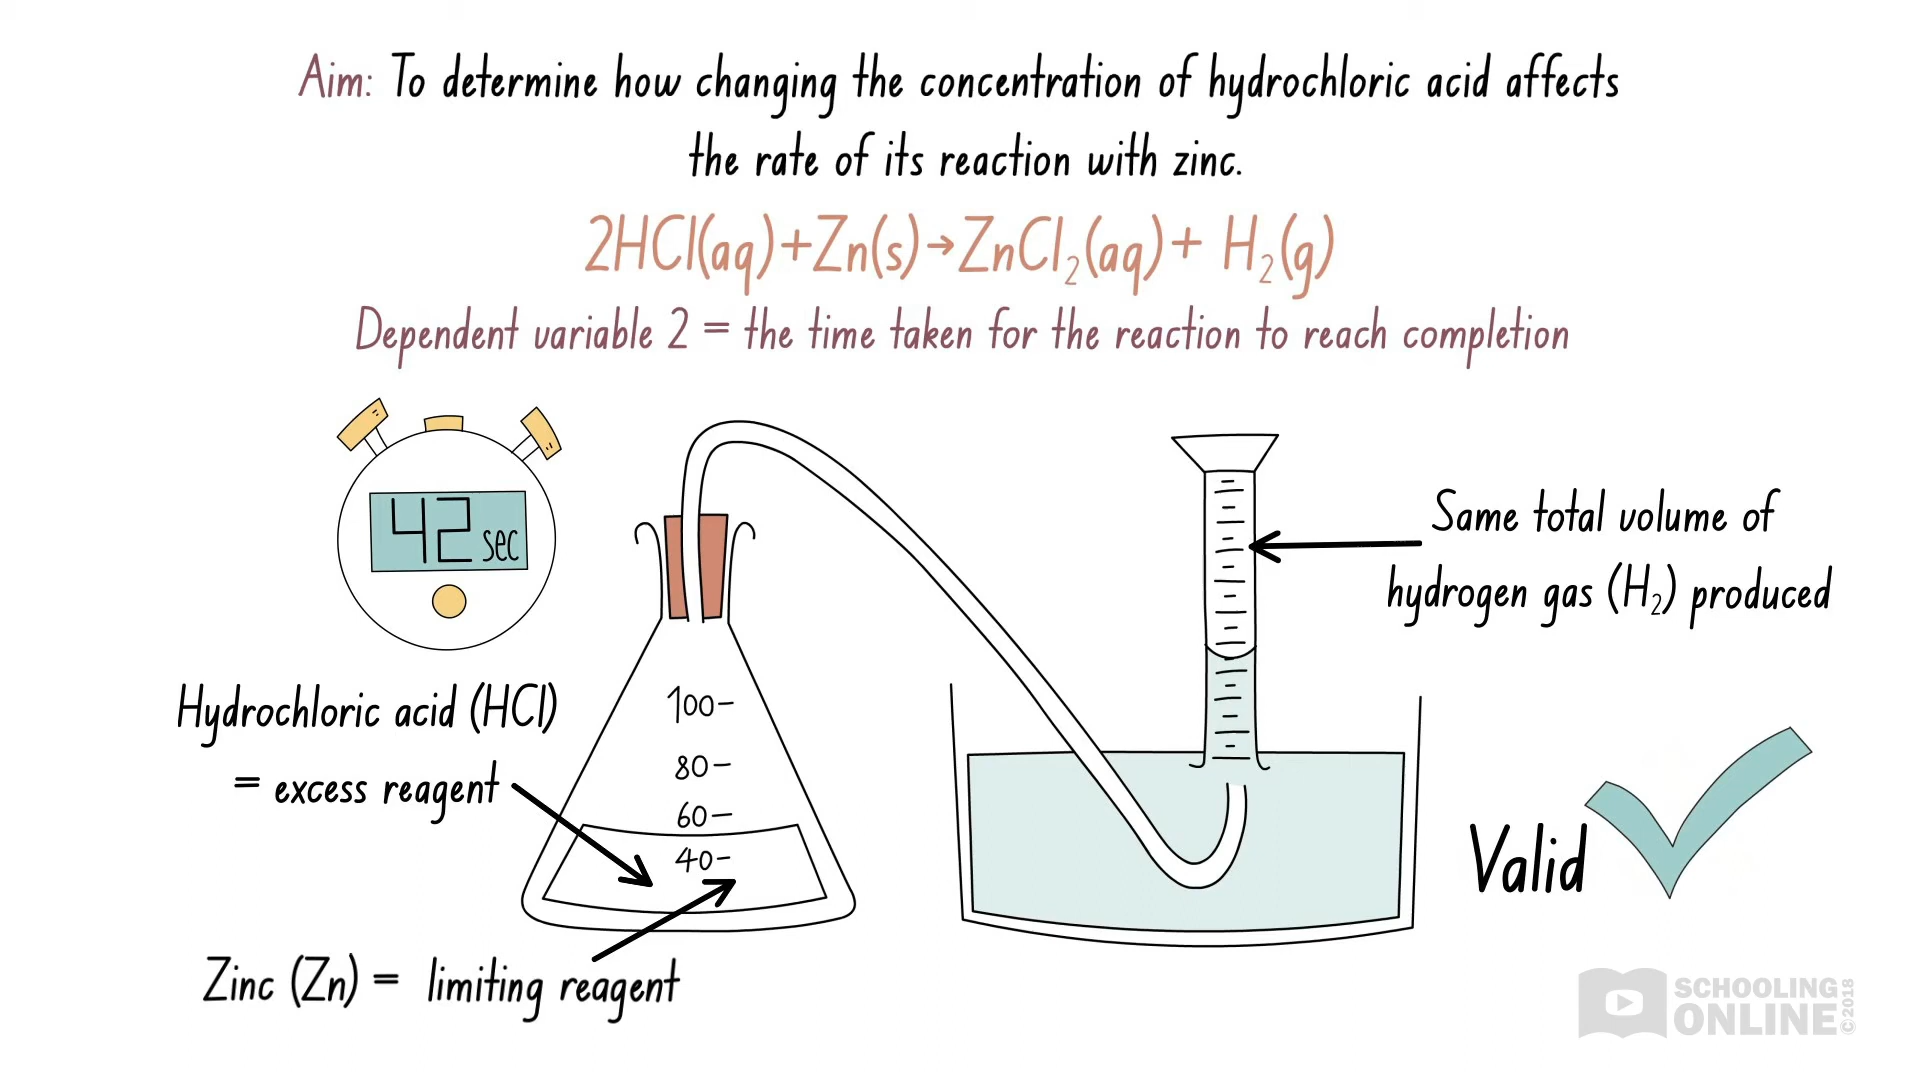 Aim: To determine how changing the concentration of hydrochloric acid affects
the rate of its reaction with zinc.
2HCl(aq)+Zn(s)→ZnCl₂(aq)+ H₂(g)
Dependent variable 2 = the time taken for the reaction to reach completion
42 sec
Same total volume of
hydrogen gas (H₂) produced
Hydrochloric acid (HCl)
= excess reagent
100-
80-
60-
40-
Valid
Zinc (Zn) = limiting reagent
SCHOOLING
ONLINE
©2018